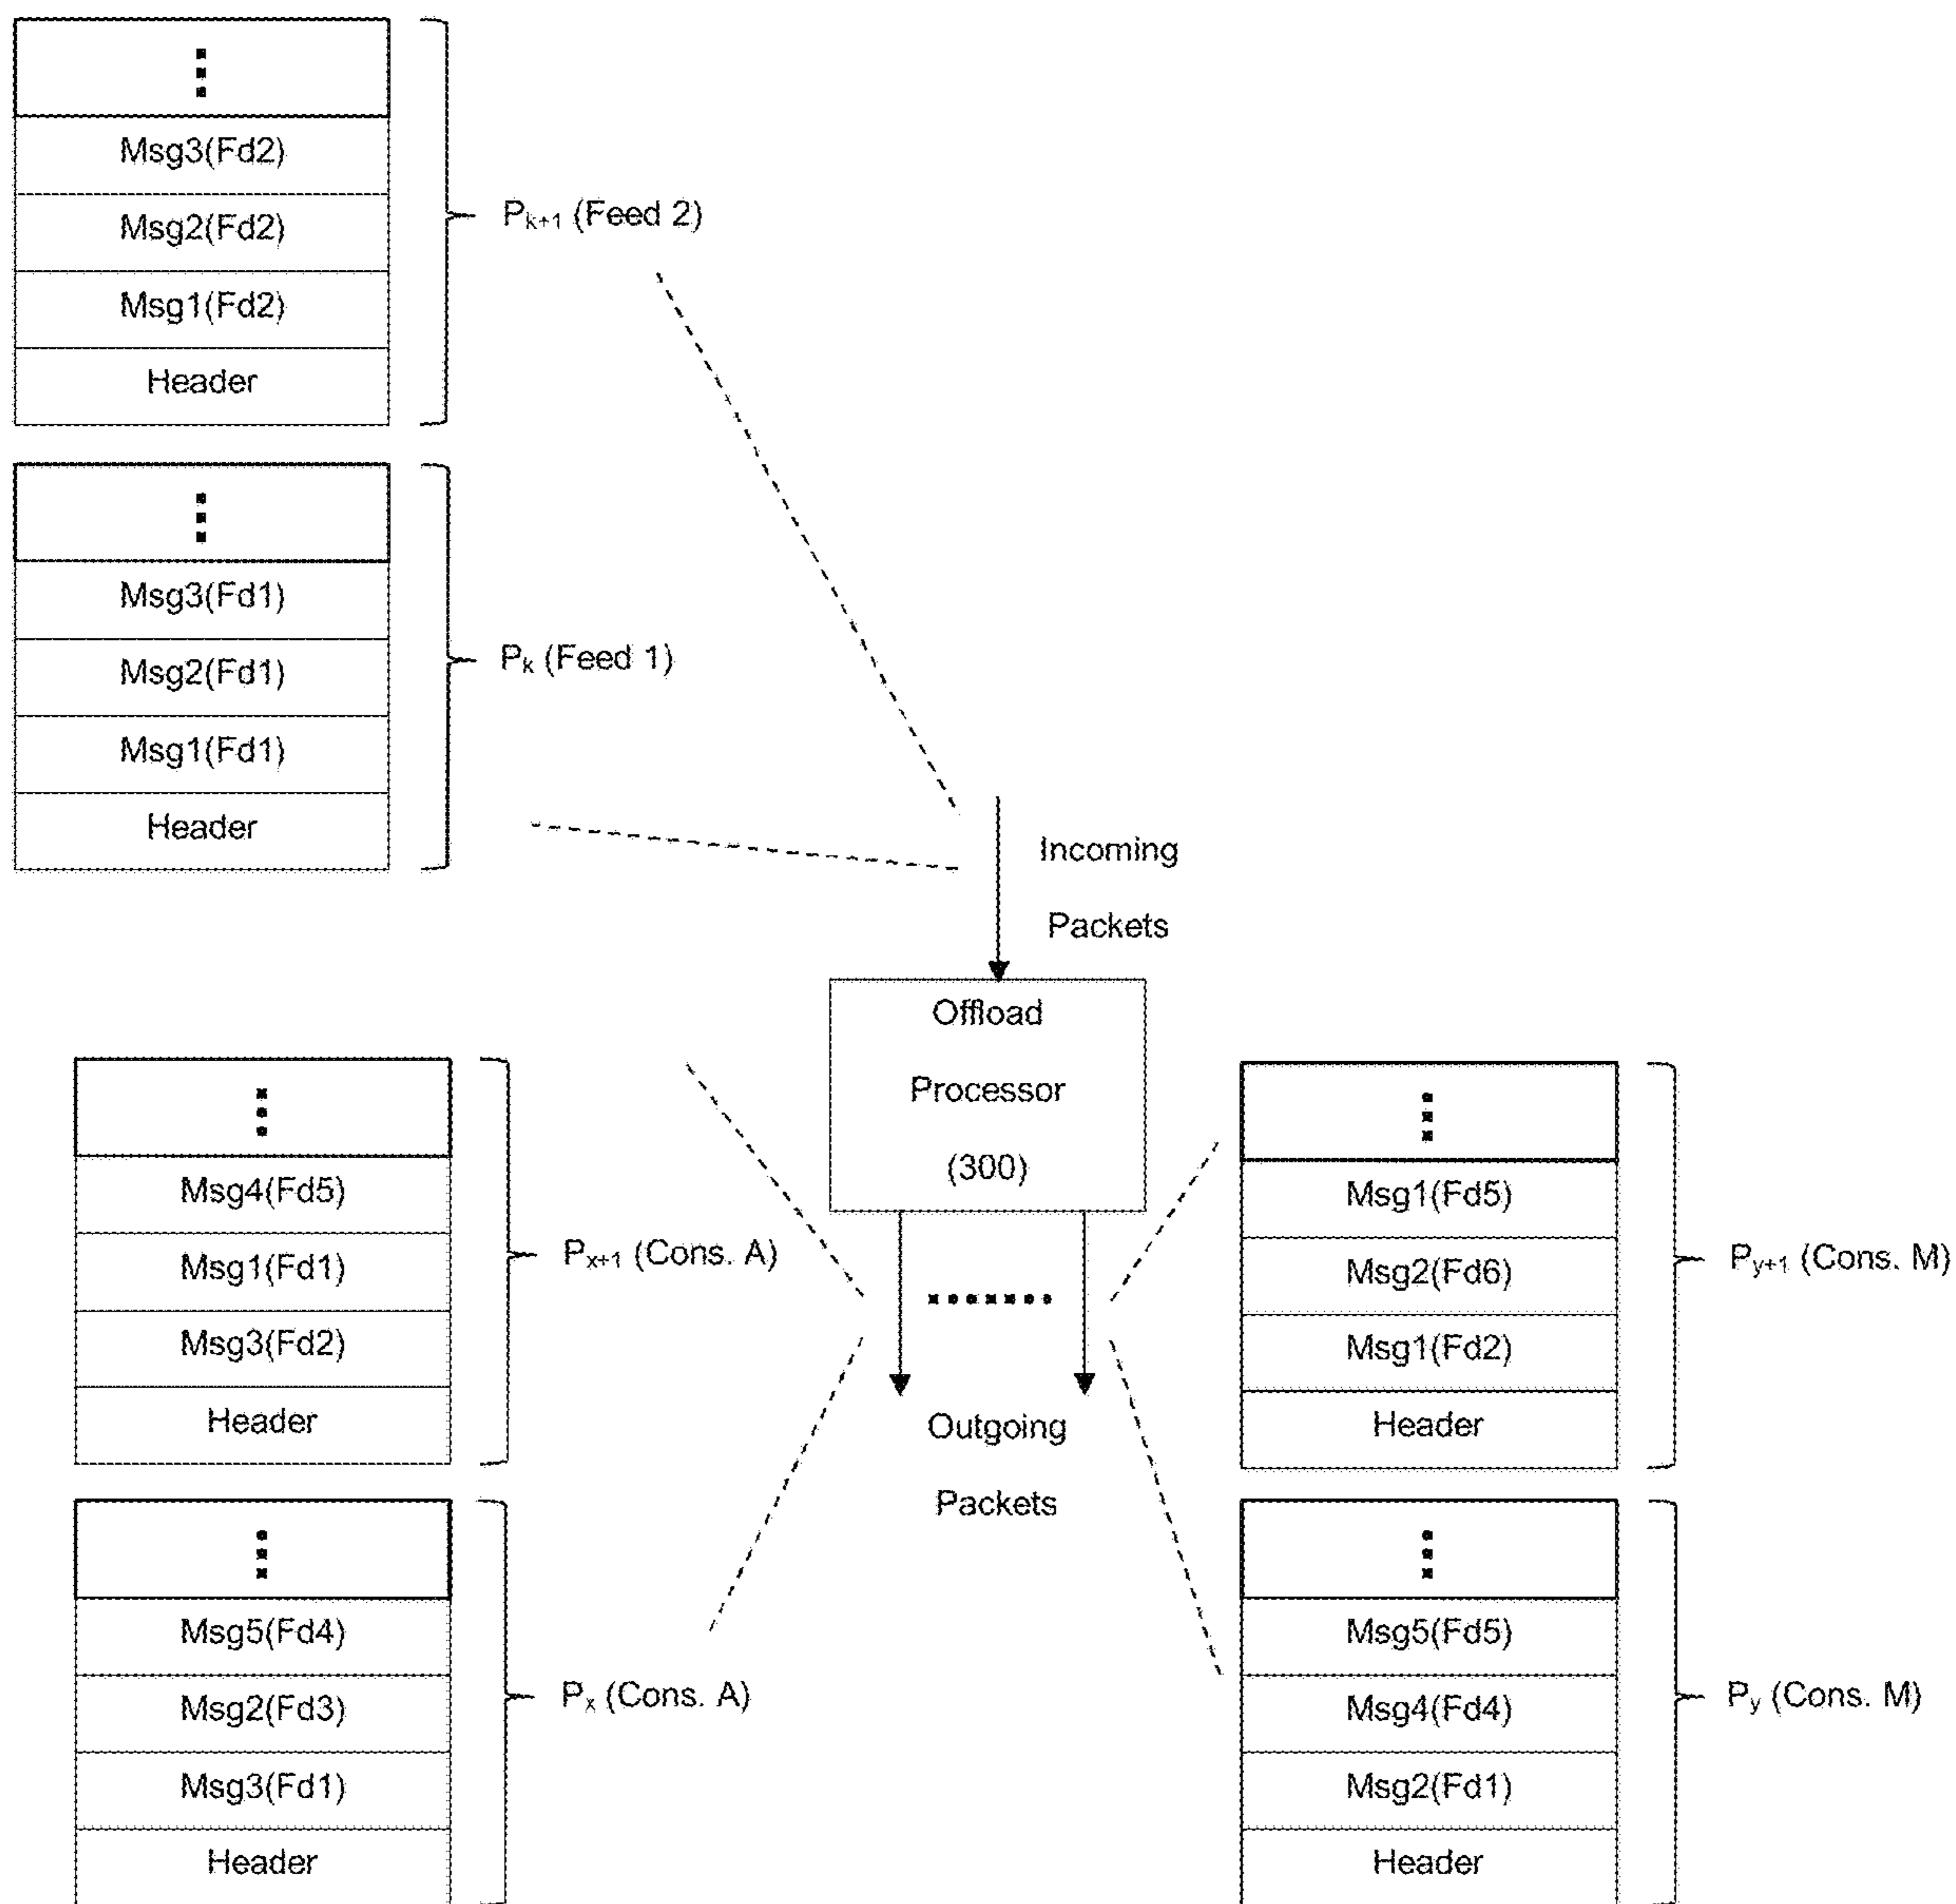 Msg3(Fd2)
Msg2(Fd2)
Msg1(Fd2)
Header
Pk+1 (Feed 2)
Msg3(Fd1)
Msg2(Fd1)
Msg1(Fd1)
Header
Pk (Feed 1)
Incoming
Packets
Offload
Processor
(300)
Msg4(Fd5)
Msg1(Fd1)
Msg3(Fd2)
Header
Px+1 (Cons. A)
Msg1(Fd5)
Msg2(Fd6)
Msg1(Fd2)
Header
Py+1 (Cons. M)
Outgoing
Packets
Msg5(Fd4)
Msg2(Fd3)
Msg3(Fd1)
Header
Px (Cons. A)
Msg5(Fd5)
Msg4(Fd4)
Msg2(Fd1)
Header
Py (Cons. M)